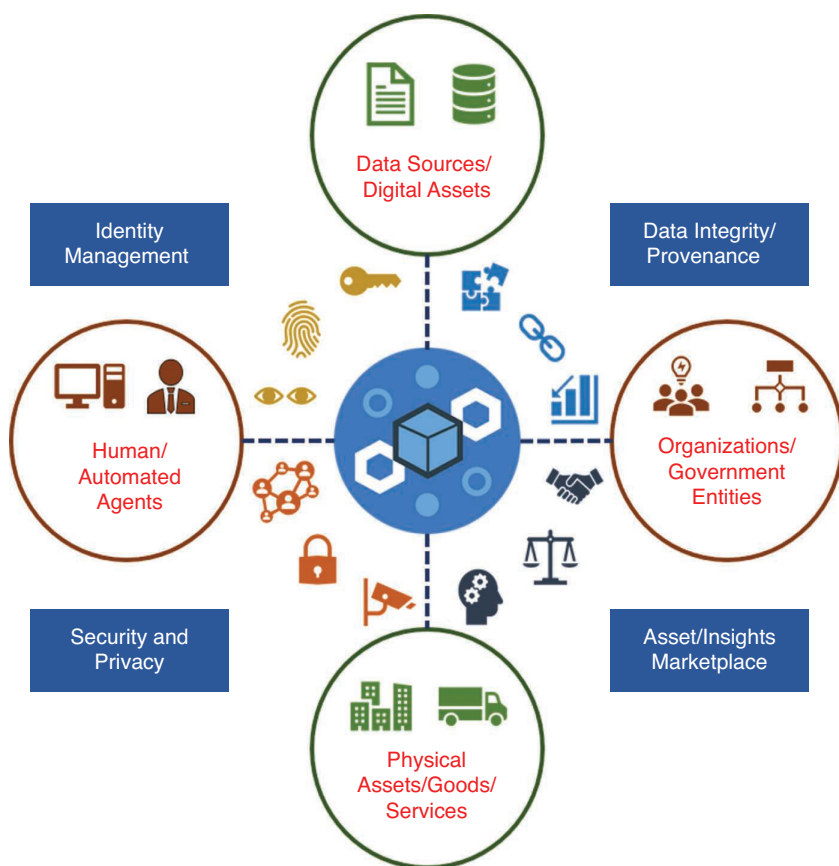 Data Sources/
Digital Assets
Identity
Management
Data Integrity/
Provenance
Human/
Automated
Agents
Organizations/
Government
Entities
Security and
Privacy
Asset/Insights
Marketplace
Physical
Assets/Goods/
Services